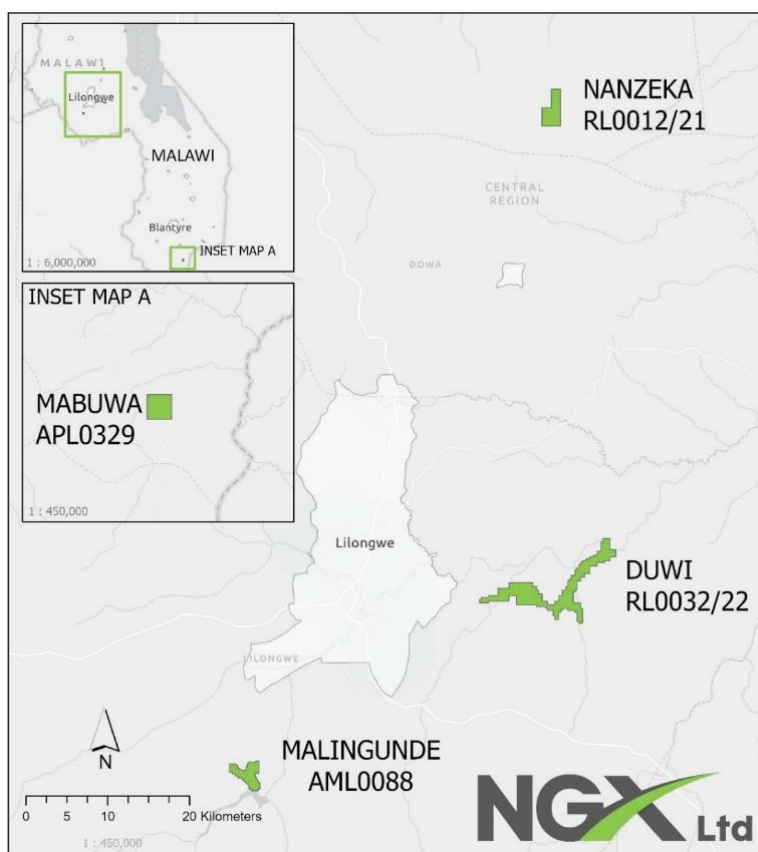 MALAWI
Lilongwe
MALAWI
Blantyre
INSET MAP A
1 : 6,000,000
INSET MAP A
MABUWA
APL0329
1 : 450,000
NANZEKA
RL0012/21
CENTRAL
REGION
DOWA
Lilongwe
DUWI
RL0032/22
LILONGWE
MALINGUNDE
AML0088
N
0 5 10 20 Kilometers
1 : 450,000
NGX Ltd